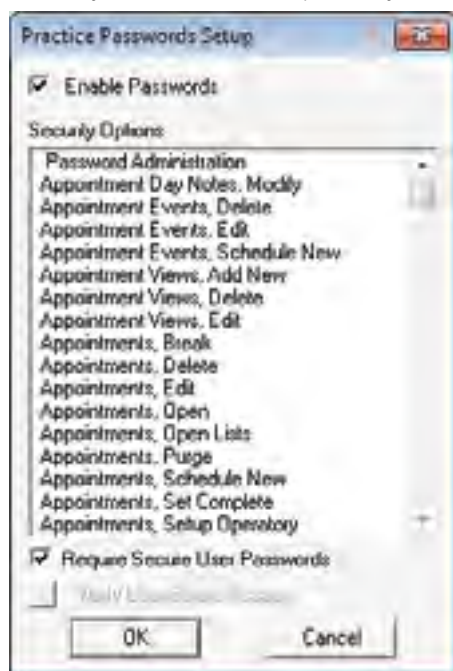 Practice Passwords Setup
Enable Passwords
Security Options
Password Administration
Appointment Day Notes, Modify
Appointment Events, Delete
Appointment Events, Edit
Appointment Events, Schedule New
Appointment Views, Add New
Appointment Views, Delete
Appointment Views, Edit
Appointments, Break
Appointments, Delete
Appointments, Edit
Appointments, Open
Appointments, Open Lists
Appointments, Purge
Appointments, Schedule New
Appointments, Set Complete
Appointments, Setup Operatory
Require Secure User Passwords
Verify
OK Cancel